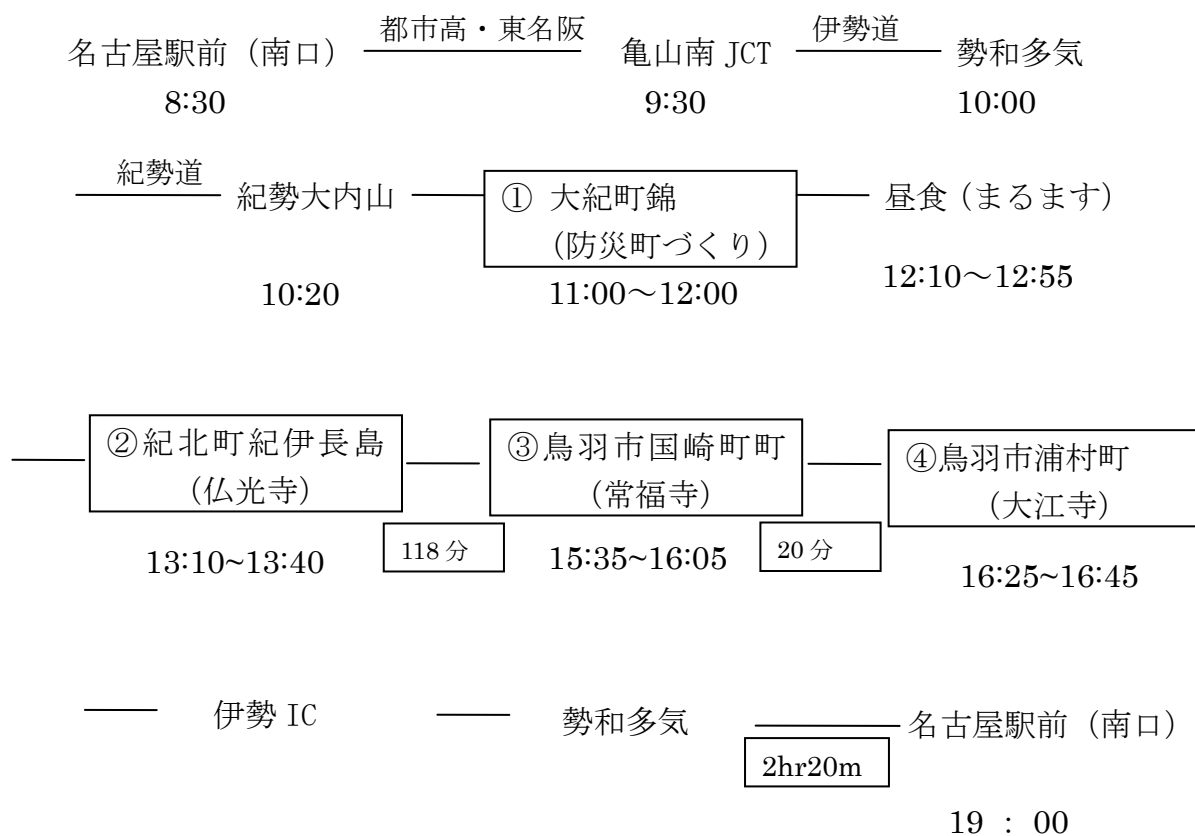 都市高・東名阪 伊勢道
名古屋駅前（南口） 亀山南 JCT 勢和多気
8:30 9:30 10:00
紀勢道 紀勢大内山 ① 大紀町錦 昼食（まるます）
（防災町づくり）
10:20 11:00～12:00 12:10～12:55
②紀北町紀伊長島 ③鳥羽市国崎町町 ④鳥羽市浦村町
（仏光寺） （常福寺） （大江寺）
13:10~13:40 118 分 15:35~16:05 20 分 16:25~16:45
伊勢 IC 勢和多気 名古屋駅前（南口）
2hr20m
19 : 00